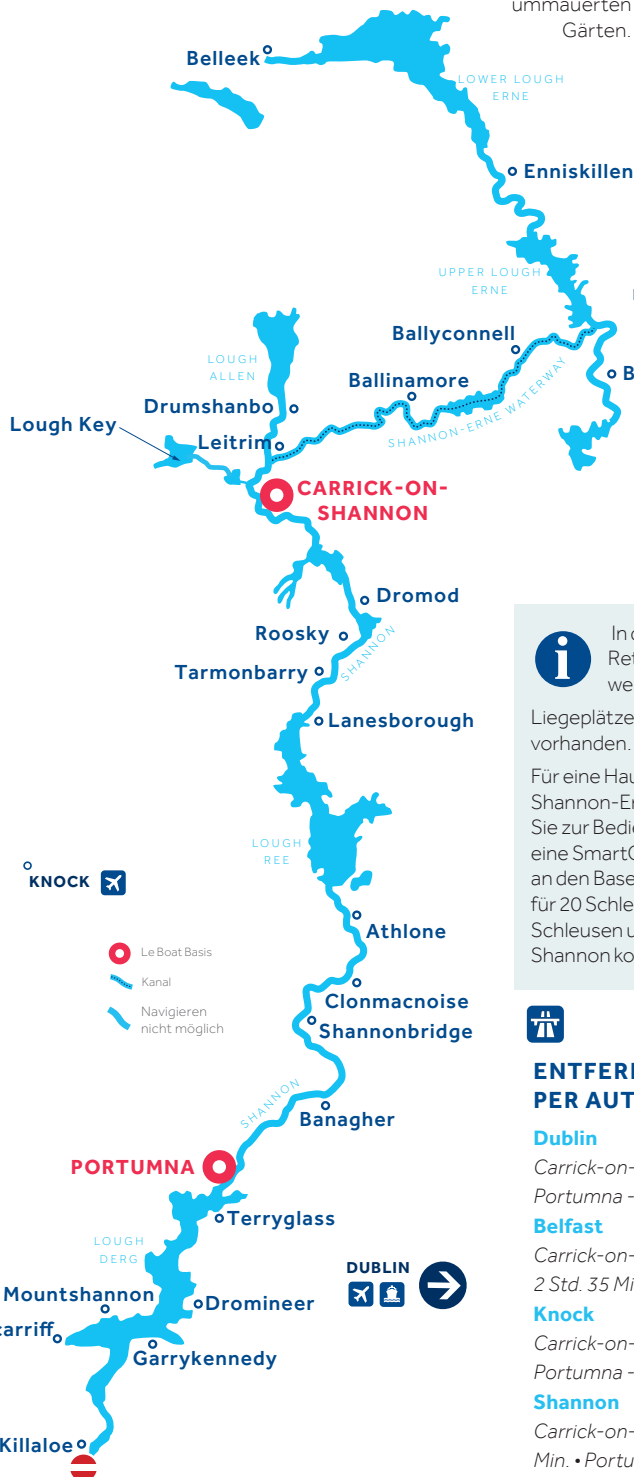 ummauerten
Gärten.
Belleek
LOWER LOUGH
ERNE
Enniskillen
UPPER LOUGH
ERNE
Ballyconnell
LOUGH
ALLEN
Ballinamore
B
Drumshanbo
SHANNON-ERNE WATERWAY
Lough Key
Leitrim
CARRICK-ON-
SHANNON
Dromod
Roosky
SHANNON
Tarmonbarry
Lanesborough
LOUGH
REE
KNOCK
Athlone
Le Boat Basis
Kanal
Navigieren
nicht möglich
Clonmacnoise
Shannonbridge
SHANNON
Banagher
PORTUMNA
Terryglass
LOUGH
DERG
DUBLIN
Mountshannon
Dromineer
carriff
Garrykennedy
Killaloe
i
Liegeplätze
vorhanden.
Für eine Hau
Shannon-Er
Sie zur Bedie
eine SmartC
an den Base
für 20 Schle
Schleusen u
Shannon ko
ENTFER
PER AUT
Dublin
Carrick-on-
Portumna -
Belfast
Carrick-on-
2 Std. 35 Mi
Knock
Carrick-on-
Portumna -
Shannon
Carrick-on-
Min. • Portu